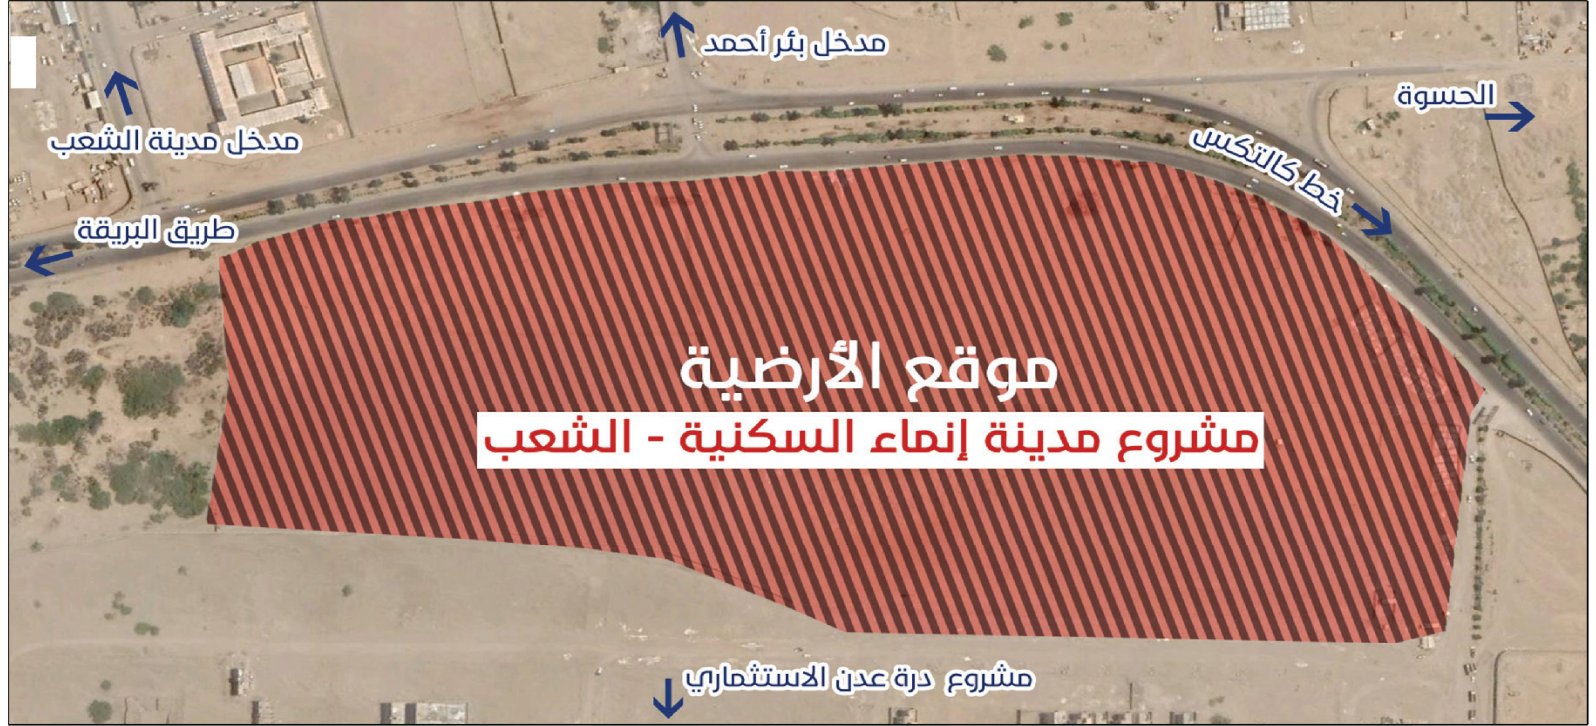 مدخل بئر أحمد
الحسوة
مدخل مدينة الشعب
خط كالتكس
طريق البريقة
موقع الأرضية
مشروع مدينة إنماء السكنية - الشعب
مشروع درة عدن الاستثماري